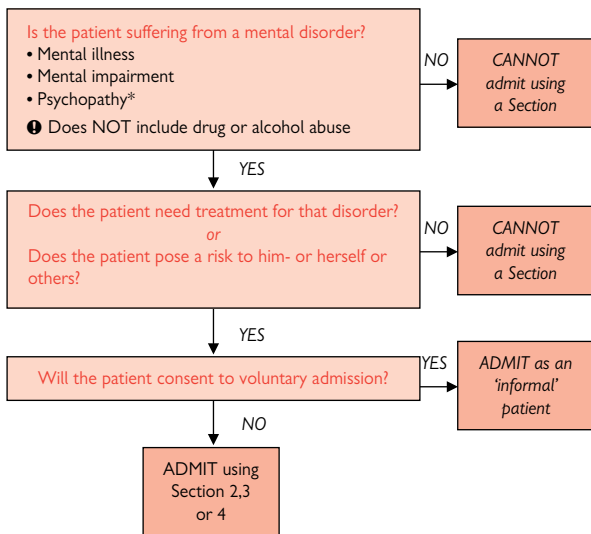 Is the patient suffering from a mental disorder?
• Mental illness
• Mental impairment
• Psychopathy*
! Does NOT include drug or alcohol abuse
NO
CANNOT
admit using
a Section
YES
Does the patient need treatment for that disorder?
or
Does the patient pose a risk to him- or herself or
others?
NO
CANNOT
admit using
a Section
YES
Will the patient consent to voluntary admission?
YES
ADMIT as an
‘informal’
patient
NO
ADMIT using
Section 2,3
or 4